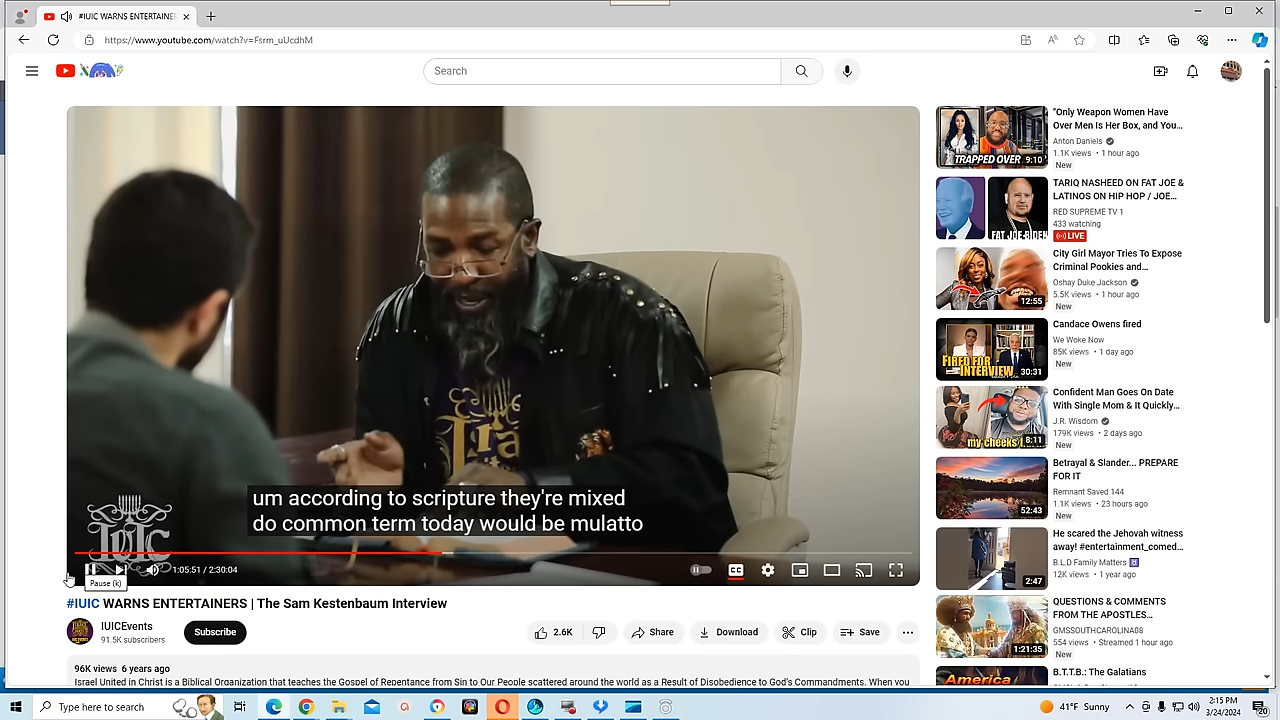 #IUIC WARNS ENTERTAINER
https://www.youtube.com/watch?v=Fsrm_uUcdhM
Search
um according to scripture they're mixed
do common term today would be mulatto
IUIC
1:05:51 / 2:30:04
CC
Pause (k)
#IUIC WARNS ENTERTAINERS | The Sam Kestenbaum Interview
IUICEvents
91.5K subscribers
Subscribe
2.6K
Share
Download
Clip
Save
96K views 6 years ago
Israel United in Christ is a Biblical Organization that teaches the Gospel of Repentance from Sin to Our People scattered around the world as a Result of Disobedience to God's Commandments. When you
TRAPPED OVER
9:10
"Only Weapon Women Have
Over Men Is Her Box, and You...
Anton Daniels
1.1K views • 1 hour ago
New
FAT JOE-BIDEN
TARIQ NASHEED ON FAT JOE &
LATINOS ON HIP HOP / JOE...
RED SUPREME TV 1
433 watching
LIVE
12:55
City Girl Mayor Tries To Expose
Criminal Pookies and...
Oshay Duke Jackson
5.5K views • 1 hour ago
New
FIRED FOR
INTERVIEW
30:31
Candace Owens fired
We Woke Now
85K views • 1 day ago
New
my cheeks
8:11
Confident Man Goes On Date
With Single Mom & It Quickly...
J.R. Wisdom
179K views • 2 days ago
New
52:43
Betrayal & Slander... PREPARE
FOR IT
Remnant Saved 144
1.1K views • 23 hours ago
New
2:47
He scared the Jehovah witness
away! #entertainment_comed...
B.L.D Family Matters
12K views • 1 year ago
1:21:35
QUESTIONS & COMMENTS
FROM THE APOSTLES...
GMSSOUTHCAROLINA08
554 views • Streamed 1 hour ago
New
America
B.T.T.B.: The Galatians
Type here to search
41°F Sunny
2:15 PM
3/24/2024
20